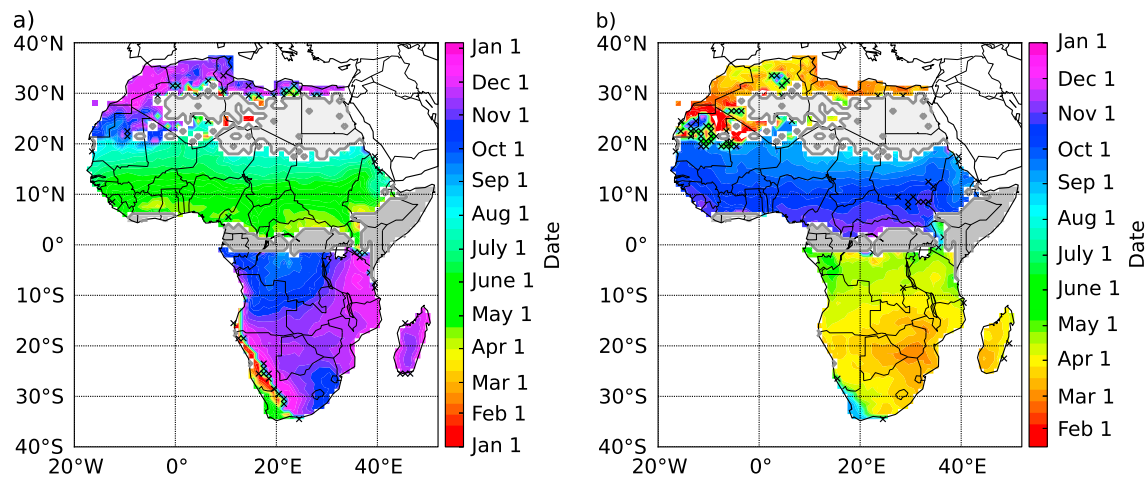 a)
40°N
30°N
20°N
10°N
0°
10°S
20°S
30°S
40°S
20°W 0° 20°E 40°E
Jan 1
Dec 1
Nov 1
Oct 1
Sep 1
Aug 1
July 1
June 1
May 1
Apr 1
Mar 1
Feb 1
Jan 1
Date
b)
40°N
30°N
20°N
10°N
0°
10°S
20°S
30°S
40°S
20°W 0° 20°E 40°E
Jan 1
Dec 1
Nov 1
Oct 1
Sep 1
Aug 1
July 1
June 1
May 1
Apr 1
Mar 1
Feb 1
Date